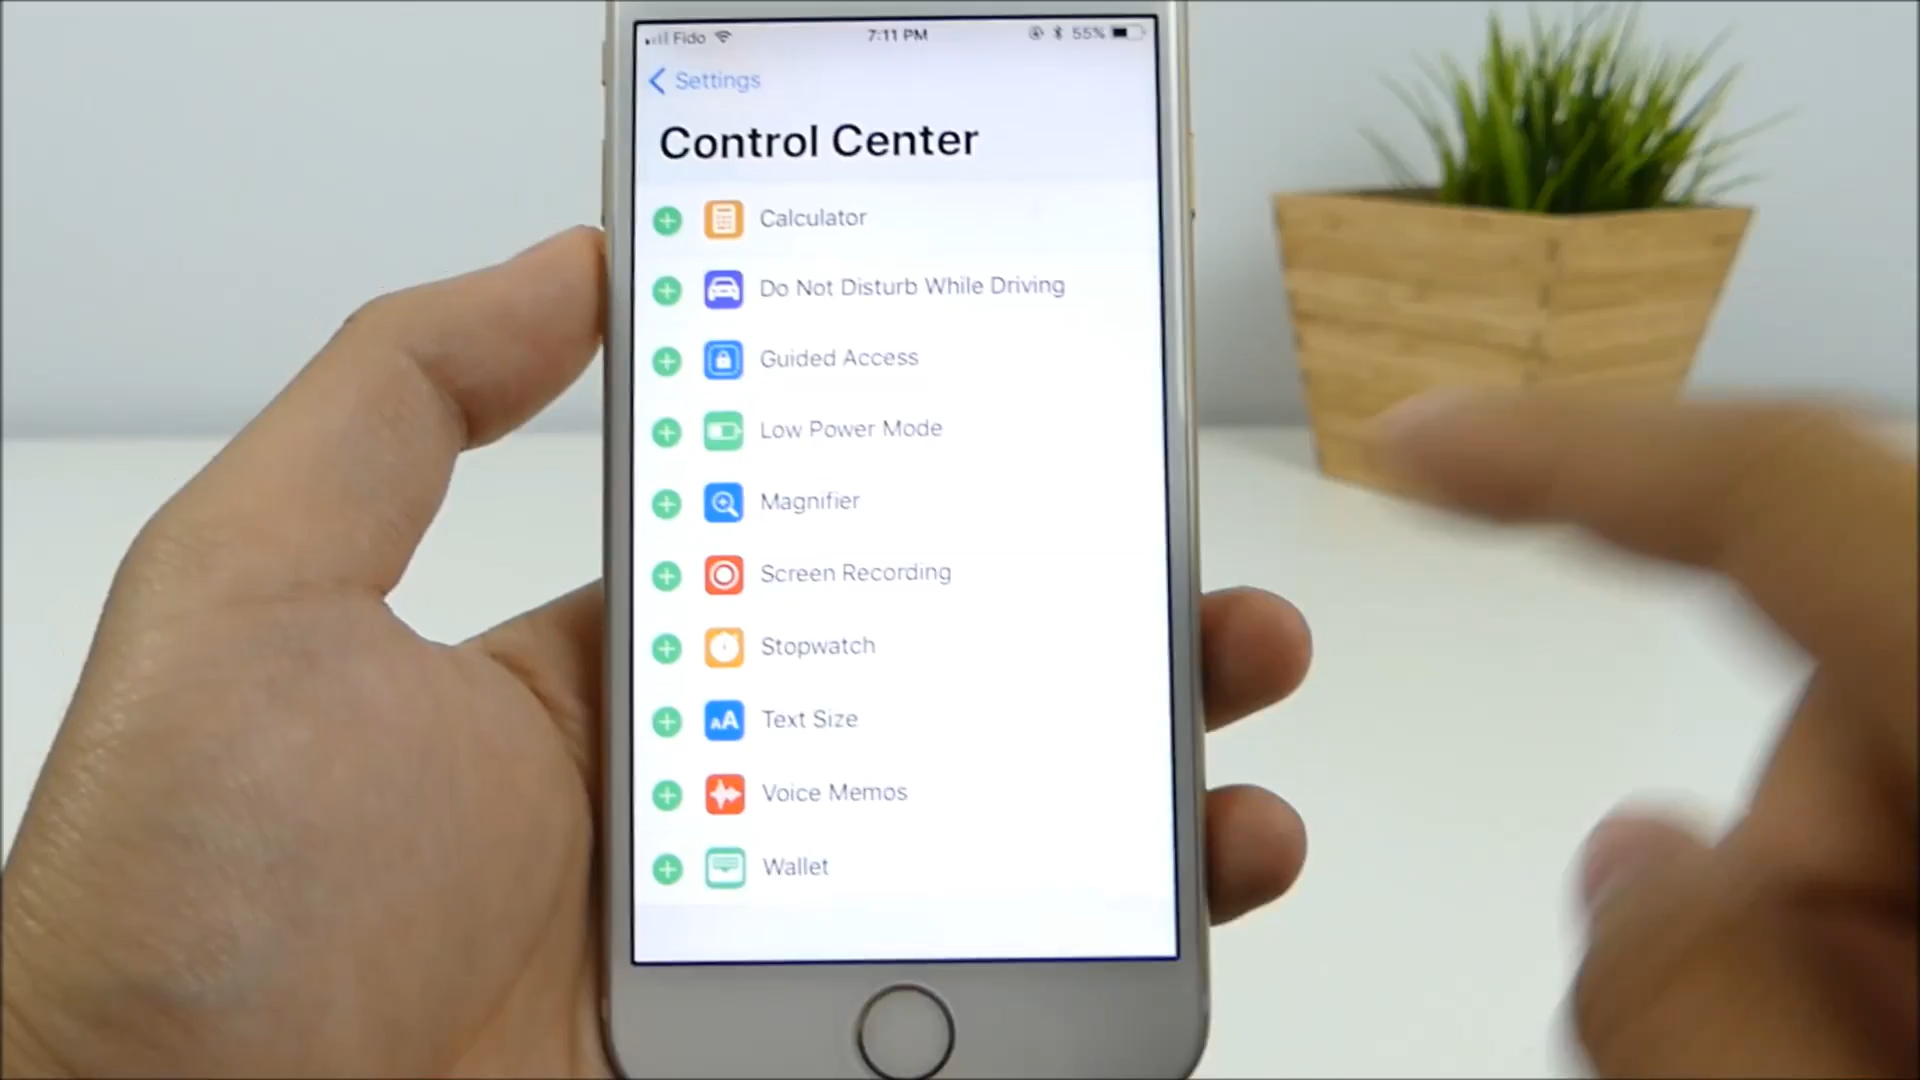 Fido 7:11 PM 55%
Settings
Control Center
Calculator
Do Not Disturb While Driving
Guided Access
Low Power Mode
Magnifier
Screen Recording
Stopwatch
AA Text Size
Voice Memos
Wallet